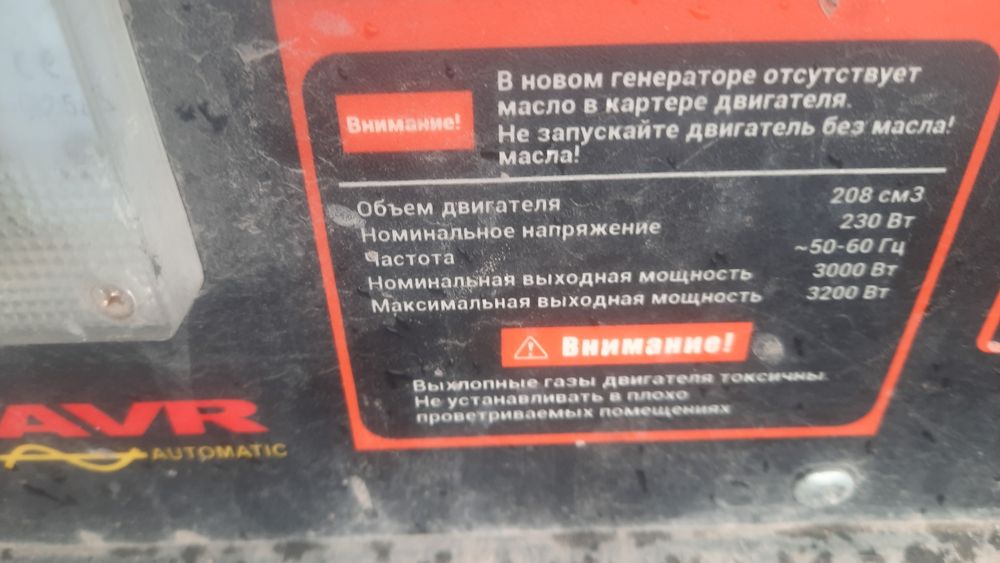 Внимание!
В новом генераторе отсутствует
масло в картере двигателя.
Не запускайте двигатель без масла!
масла!
Объем двигателя 208 см3
Номинальное напряжение 230 Вт
Частота ~50-60 Гц
Номинальная выходная мощность 3000 Вт
Максимальная выходная мощность 3200 Вт
Внимание!
Выхлопные газы двигателя токсичны.
Не устанавливать в плохо
проветриваемых помещениях
AVR
AUTOMATIC